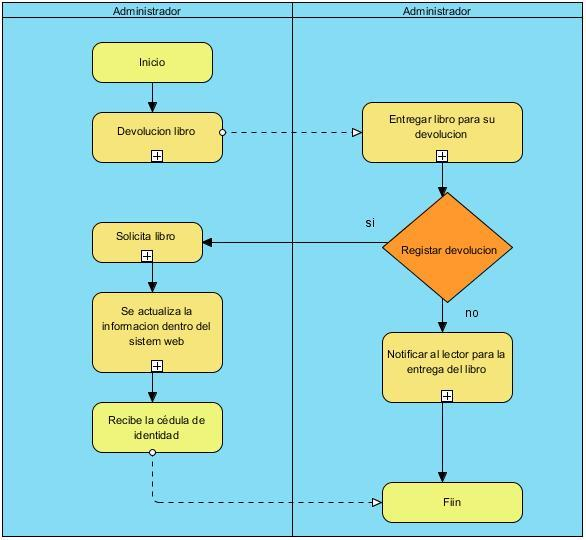 Administrador
Administrador
Inicio
Devolucion libro
Entregar libro para su
devolucion
si
Registar devolucion
Solicita libro
no
Se actualiza la
informacion dentro del
sistem web
Notificar al lector para la
entrega del libro
Recibe la cédula de
identidad
Fiin